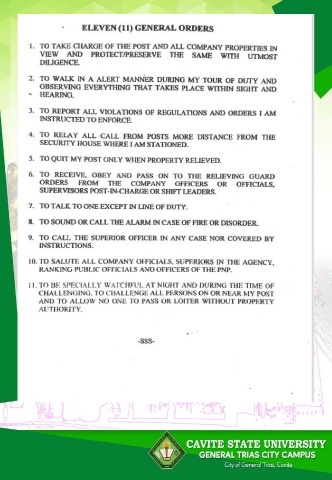 ELEVEN (11) GENERAL ORDERS
1. TO TAKE CHARGE OF THE POST AND ALL COMPANY PROPERTIES IN
VIEW AND PROTECT/PRESERVE THE SAME WITH UTMOST
DILIGENCE.
2. TO WALK IN A ALERT MANNER DURING MY TOUR OF DUTY AND
OBSERVING EVERYTHING THAT TAKES PLACE WITHIN SIGHT AND
HEARING.
3. TO REPORT ALL VIOLATIONS OF REGULATIONS AND ORDERS I AM
INSTRUCTED TO ENFORCE.
4. TO RELAY ALL CALL FROM POSTS MORE DISTANCE FROM THE
SECURITY HOUSE WHERE I AM STATIONED.
5. TO QUIT MY POST ONLY WHEN PROPERTY RELIEVED.
6. TO RECEIVE, OBEY AND PASS ON TO THE RELIEVING GUARD
ORDERS FROM THE COMPANY OFFICERS OR OFFICIALS,
SUPERVISORS POST-IN-CHARGE OR SHIFT LEADERS.
7. TO TALK TO ONE EXCEPT IN LINE OF DUTY.
8. TO SOUND OR CALL THE ALARM IN CASE OF FIRE OR DISORDER.
9. TO CALL THE SUPERIOR OFFICER IN ANY CASE NOR COVERED BY
INSTRUCTIONS.
10. TO SALUTE ALL COMPANY OFFICIALS, SUPERIORS IN THE AGENCY,
RANKING PUBLIC OFFICIALS AND OFFICERS OF THE PNP.
11. TO BE SPECIALLY WATCHFUL AT NIGHT AND DURING THE TIME OF
CHALLENGING, TO CHALLENGE ALL PERSONS ON OR NEAR MY POST
AND TO ALLOW NO ONE TO PASS OR LOITER WITHOUT PROPERTY
AUTHORITY.
-SSS-
CAVITE STATE UNIVERSITY
GENERAL TRIAS CITY CAMPUS
City of General Trias, Cavite